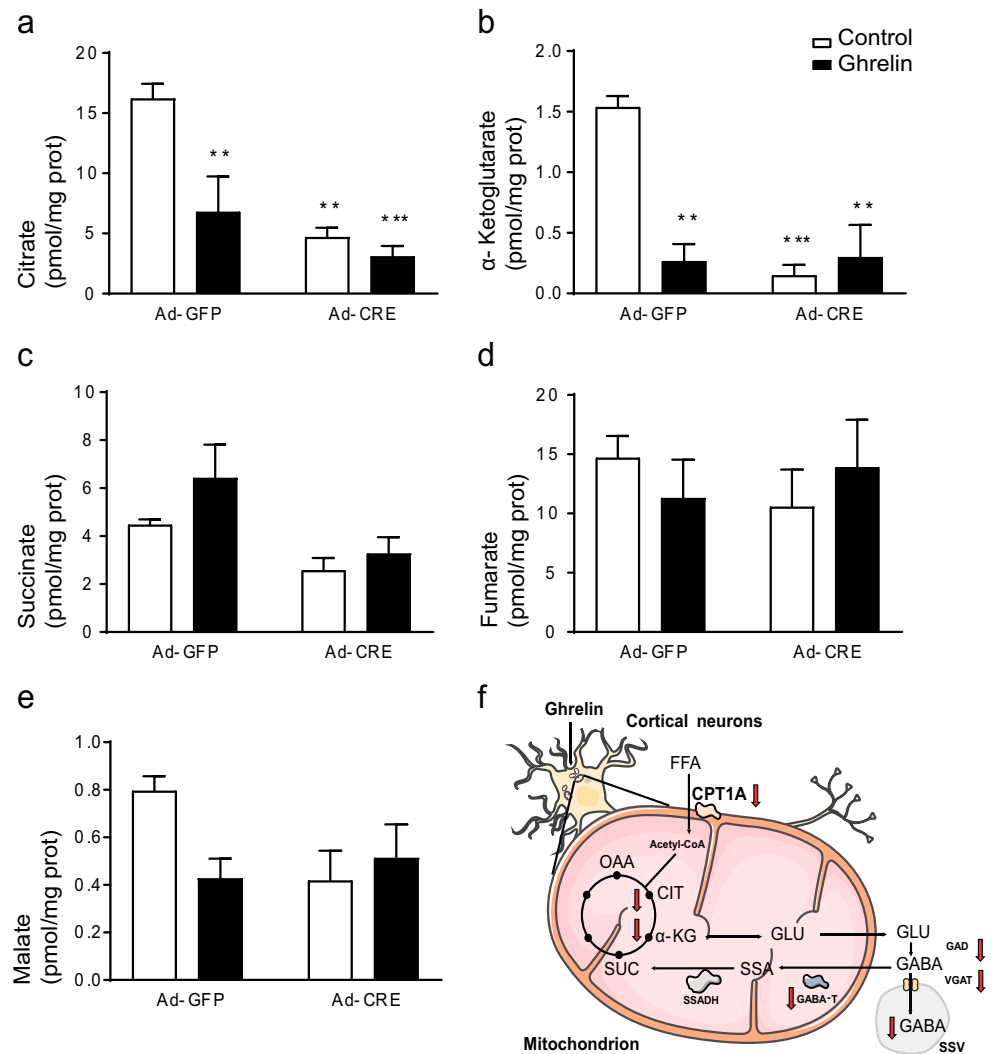 a
Citrate
(pmol/mg prot)
20
15
10
5
0
**
**
***
Ad-GFP
Ad-CRE
b
Control
Ghrelin
α-Ketoglutarate
(pmol/mg prot)
2.0
1.5
1.0
0.5
0.0
**
***
**
Ad-GFP
Ad-CRE
c
Succinate
(pmol/mg prot)
10
8
6
4
2
0
Ad-GFP
Ad-CRE
d
Fumarate
(pmol/mg prot)
20
15
10
5
0
Ad-GFP
Ad-CRE
e
Malate
(pmol/mg prot)
1.0
0.8
0.6
0.4
0.2
0.0
Ad-GFP
Ad-CRE
f
Ghrelin
Cortical neurons
FFA
CPT1A
Acetyl-CoA
OAA
CIT
α-KG
GLU
GLU
GAD
SUC
SSA
GABA
VGAT
SSADH
GABA-T
GABA
SSV
Mitochondrion